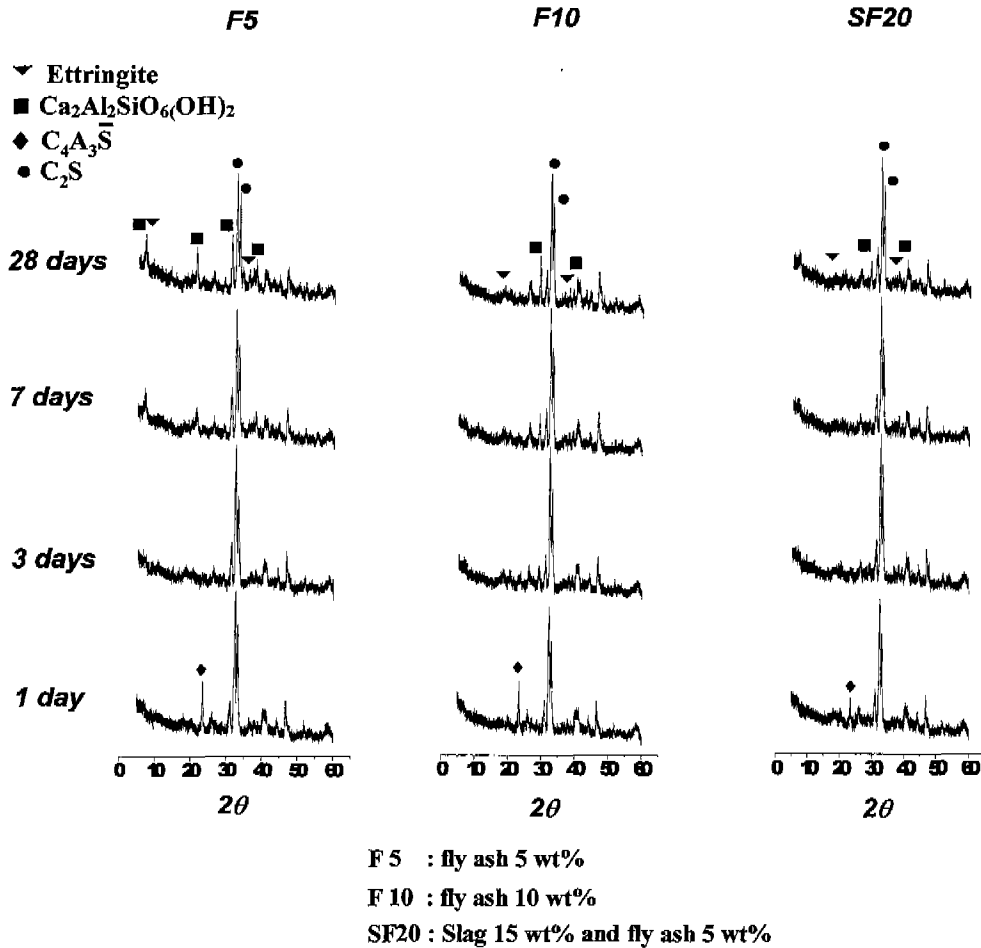 F5 F10 SF20
Ettringite
Ca₂Al₂SiO₆(OH)₂
C₄A₃S̄
C₂S
28 days
7 days
3 days
1 day
0 10 20 30 40 50 60 0 10 20 30 40 50 60 0 10 20 30 40 50 60
2θ 2θ 2θ
F 5 : fly ash 5 wt%
F 10 : fly ash 10 wt%
SF20 : Slag 15 wt% and fly ash 5 wt%